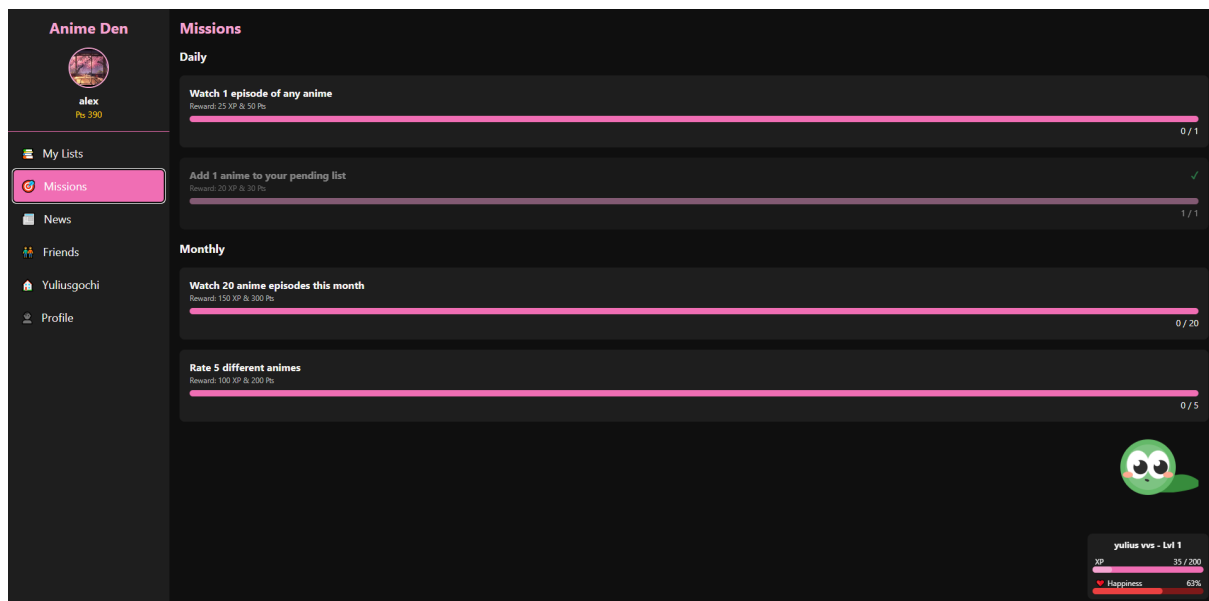 Anime Den
alex
Pts 390
My Lists
Missions
News
Friends
Yuliusgochi
Profile
Missions
Daily
Watch 1 episode of any anime
Reward: 25 XP & 50 Pts
0 / 1
Add 1 anime to your pending list
Reward: 20 XP & 30 Pts
1 / 1
Monthly
Watch 20 anime episodes this month
Reward: 150 XP & 300 Pts
0 / 20
Rate 5 different animes
Reward: 100 XP & 200 Pts
0 / 5
yulius vvs - Lvl 1
XP 35 / 200
Happiness 63%